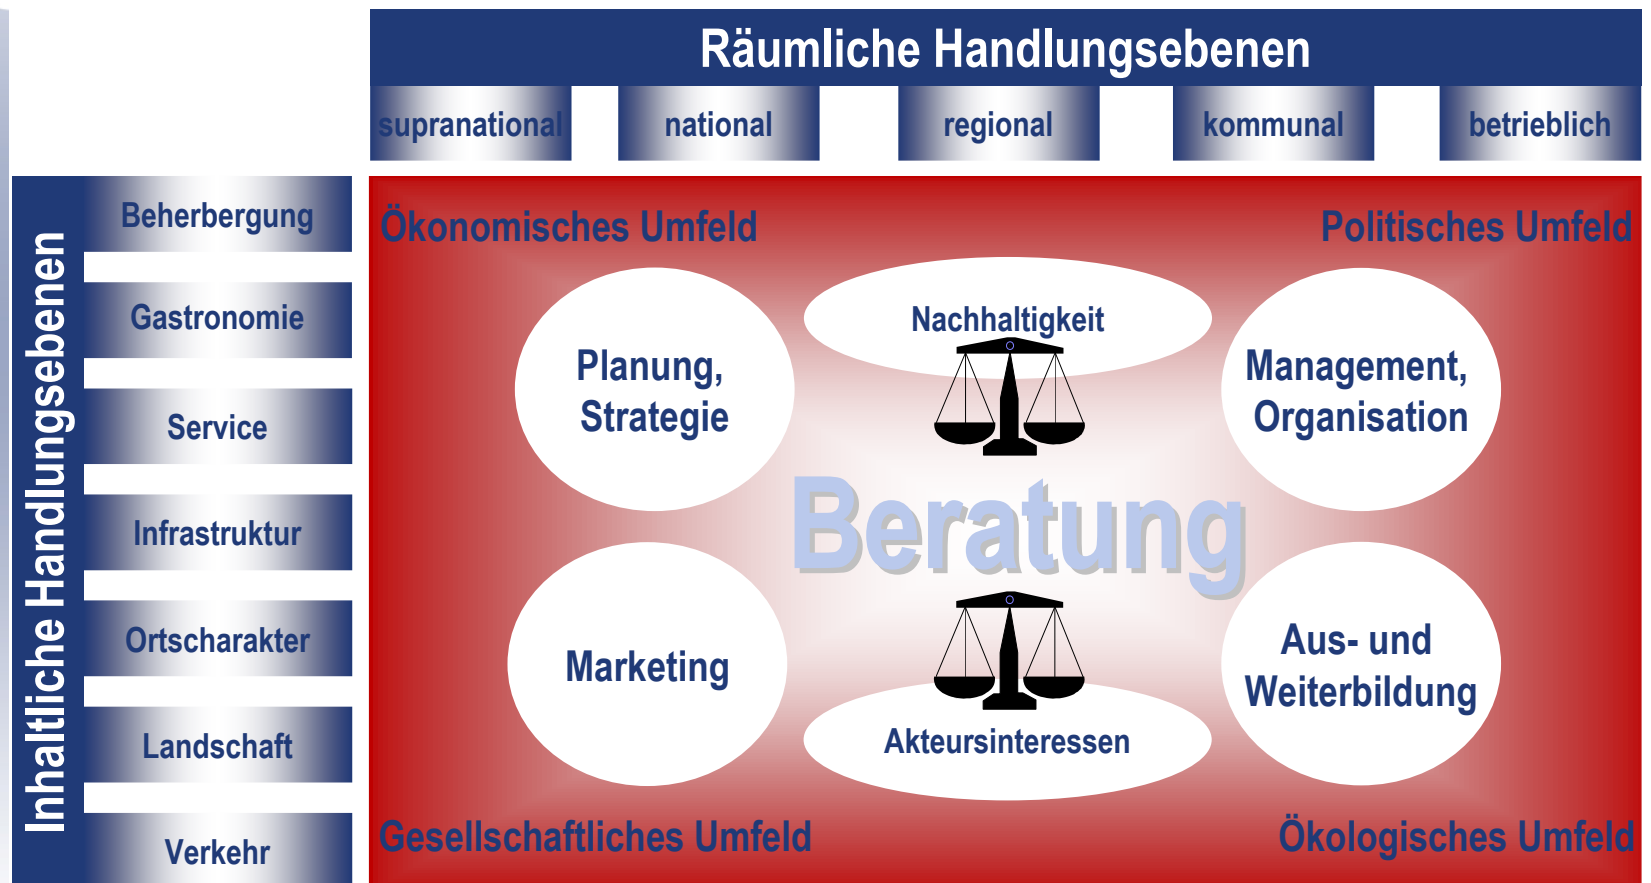 Räumliche Handlungsebenen
supranational
national
regional
kommunal
betrieblich
Inhaltliche Handlungsebenen
Beherbergung
Gastronomie
Service
Infrastruktur
Ortscharakter
Landschaft
Verkehr
Ökonomisches Umfeld
Politisches Umfeld
Planung,
Strategie
Nachhaltigkeit
Management,
Organisation
Beratung
Marketing
Akteursinteressen
Aus- und
Weiterbildung
Gesellschaftliches Umfeld
Ökologisches Umfeld